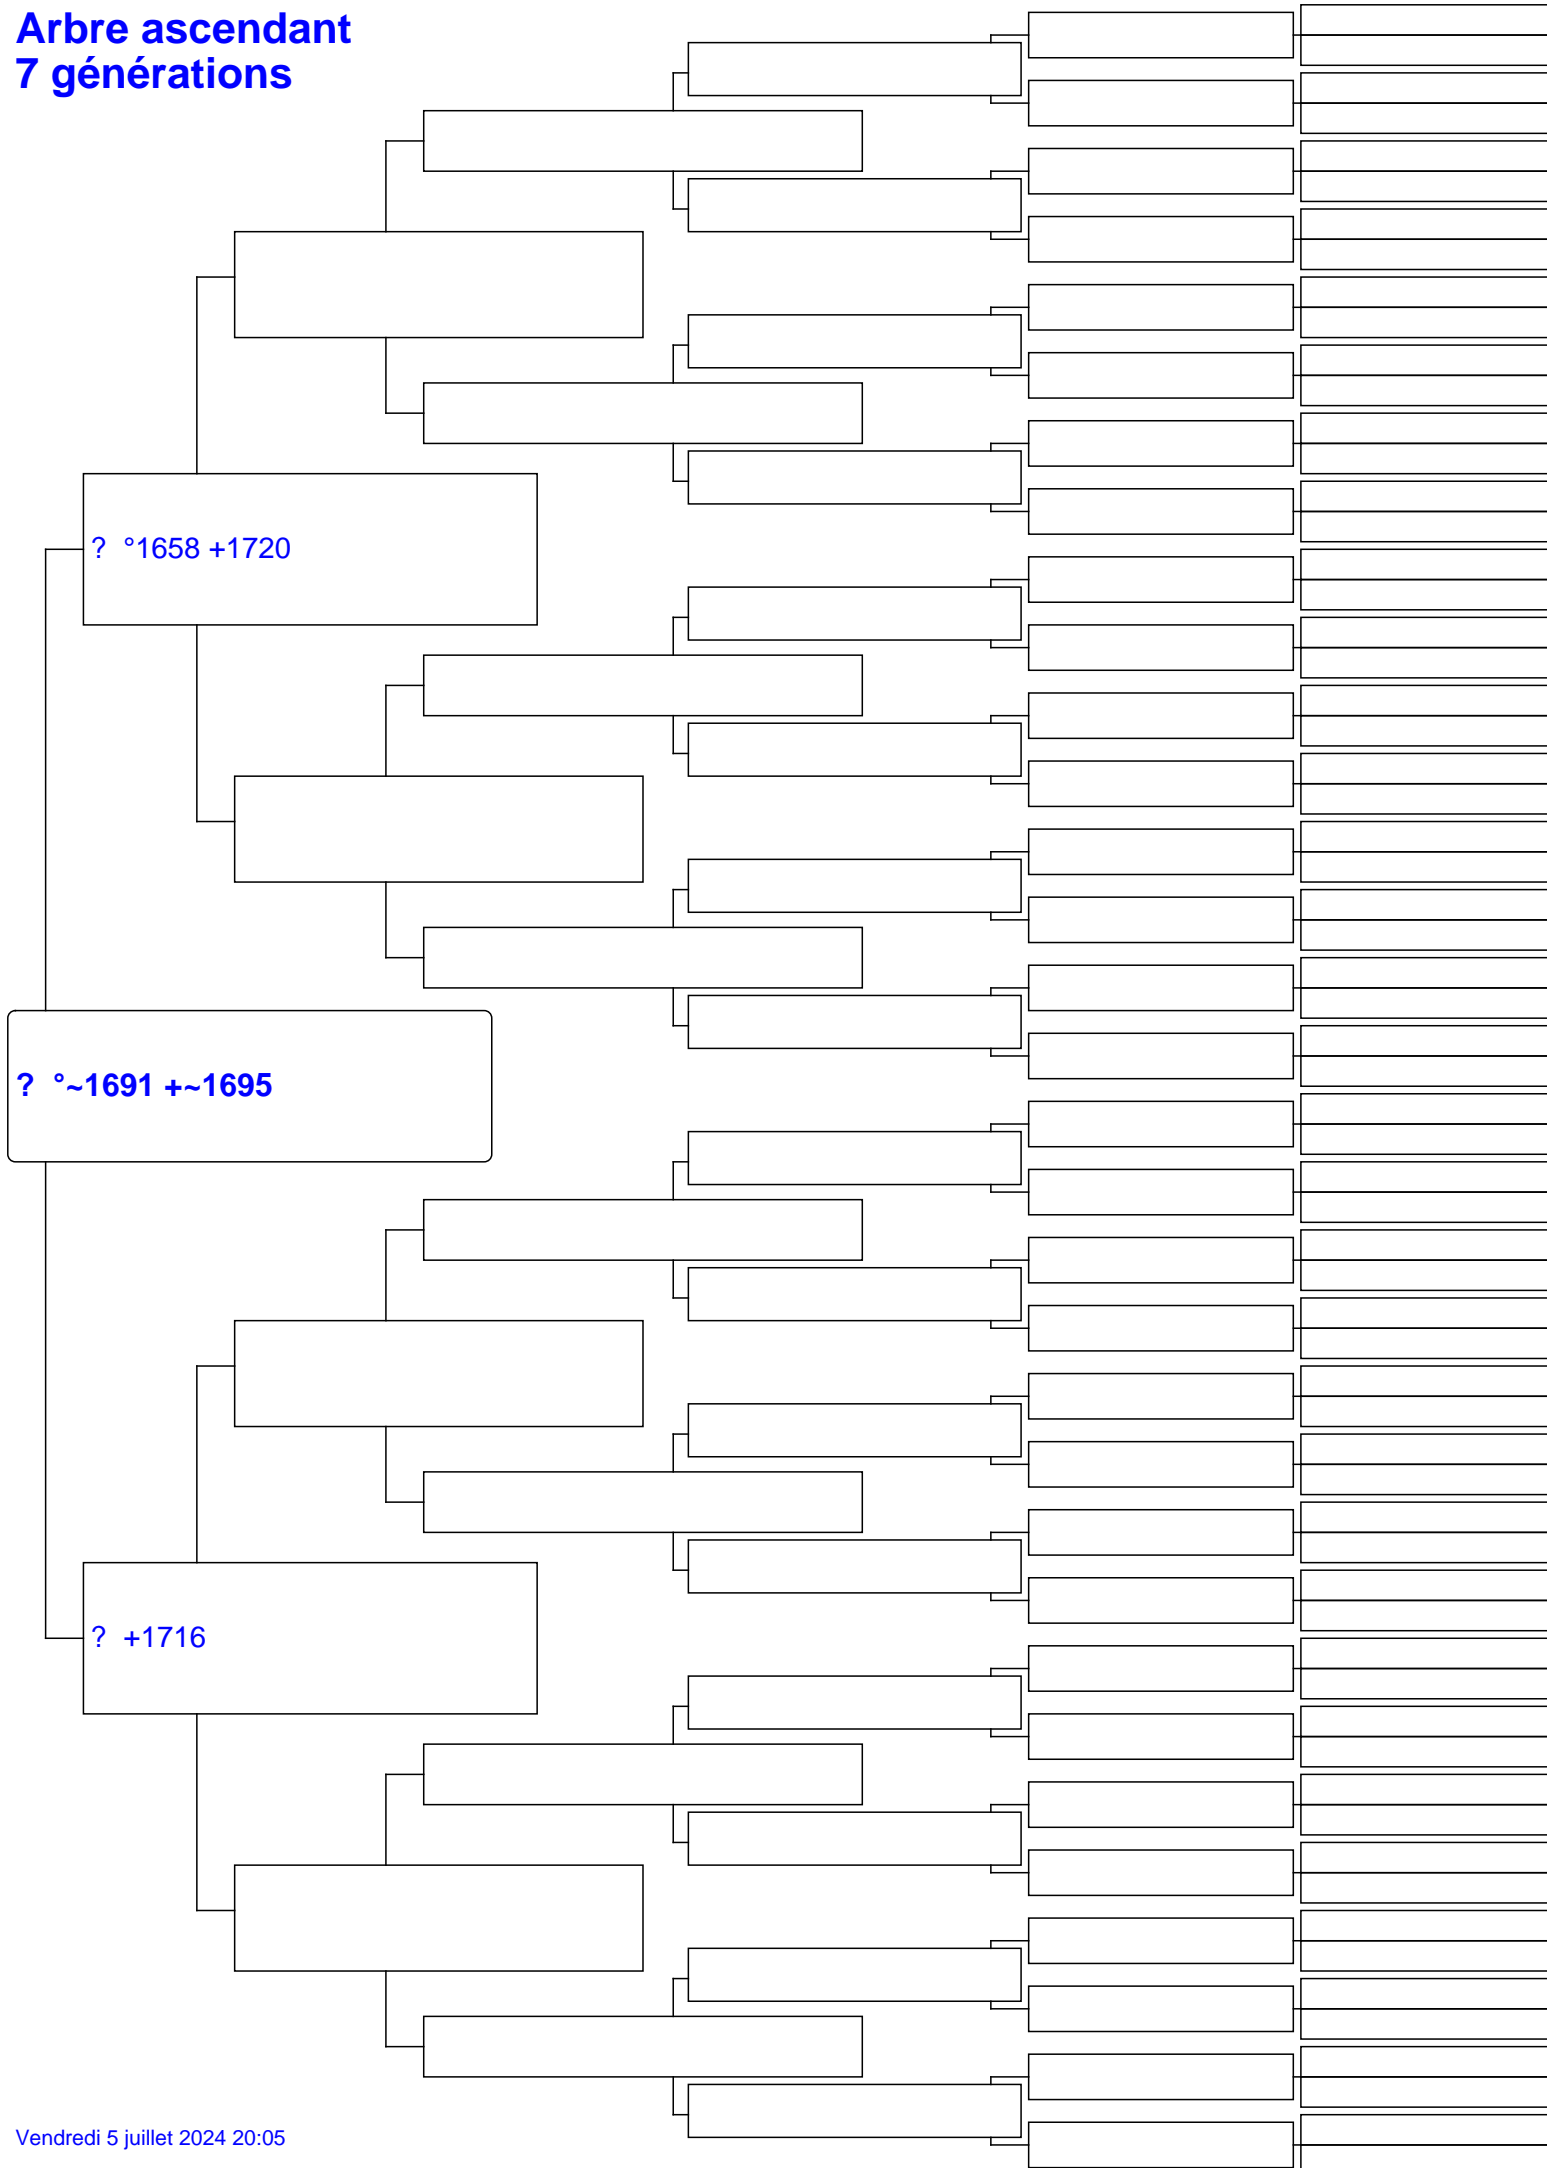 Arbre ascendant
7 générations
? °1658 +1720
? °~1691 +~1695
? +1716
Vendredi 5 juillet 2024 20:05